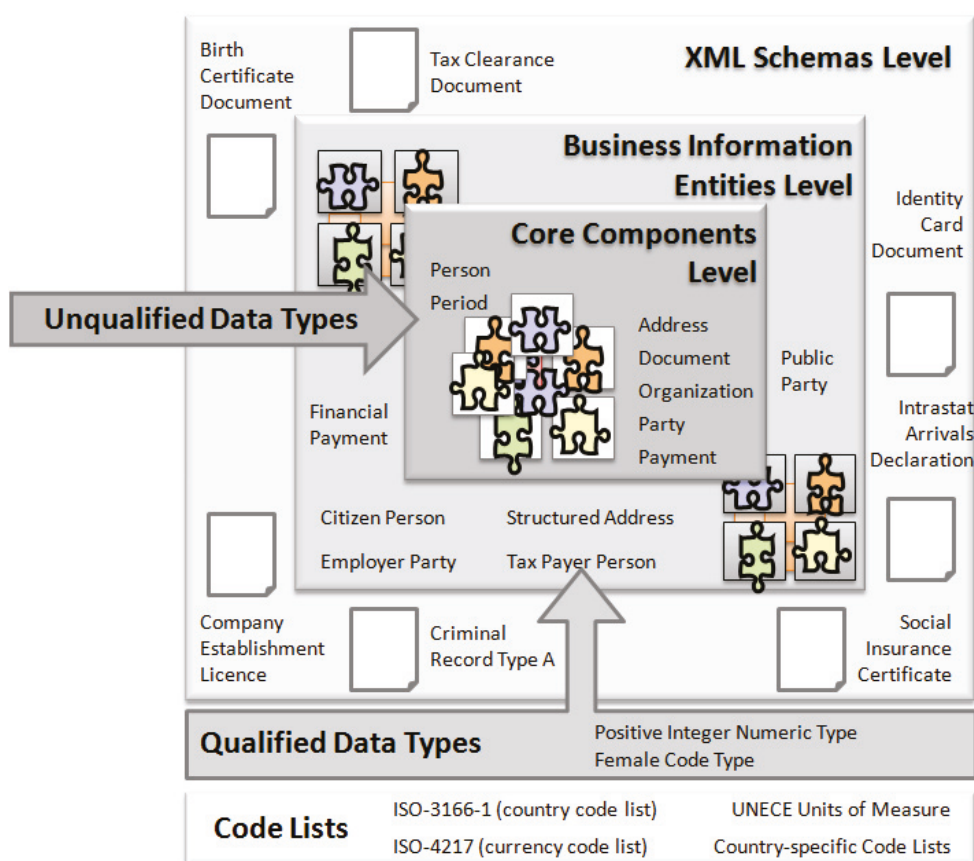 Birth
Certificate
Document
Tax Clearance
Document
XML Schemas Level
Business Information
Entities Level
Identity
Card
Document
Core Components
Level
Person
Period
Unqualified Data Types
Address
Document
Organization
Party
Payment
Public
Party
Financial
Payment
Intrastat
Arrivals
Declaration
Citizen Person
Structured Address
Employer Party
Tax Payer Person
Company
Establishment
Licence
Criminal
Record Type A
Social
Insurance
Certificate
Qualified Data Types
Positive Integer Numeric Type
Female Code Type
Code Lists
ISO-3166-1 (country code list)
UNECE Units of Measure
ISO-4217 (currency code list)
Country-specific Code Lists